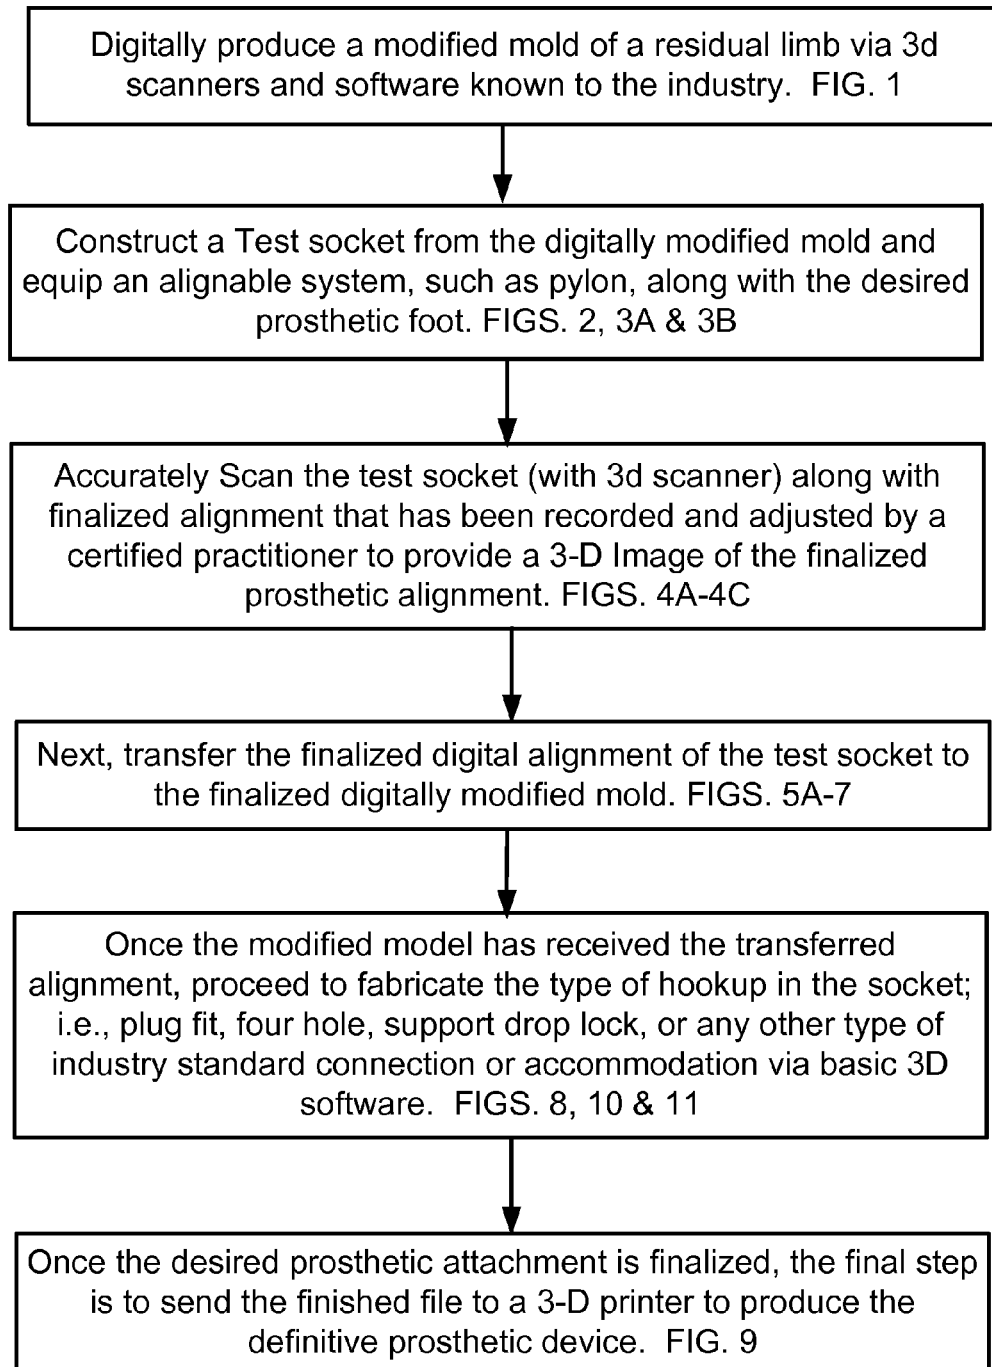 Digitally produce a modified mold of a residual limb via 3d
scanners and software known to the industry.  FIG. 1
Construct a Test socket from the digitally modified mold and
equip an alignable system, such as pylon, along with the desired
prosthetic foot. FIGS. 2, 3A & 3B
Accurately Scan the test socket (with 3d scanner) along with
finalized alignment that has been recorded and adjusted by a
certified practitioner to provide a 3-D Image of the finalized
prosthetic alignment. FIGS. 4A-4C
Next, transfer the finalized digital alignment of the test socket to
the finalized digitally modified mold. FIGS. 5A-7
Once the modified model has received the transferred
alignment, proceed to fabricate the type of hookup in the socket;
i.e., plug fit, four hole, support drop lock, or any other type of
industry standard connection or accommodation via basic 3D
software.  FIGS. 8, 10 & 11
Once the desired prosthetic attachment is finalized, the final step
is to send the finished file to a 3-D printer to produce the
definitive prosthetic device.  FIG. 9